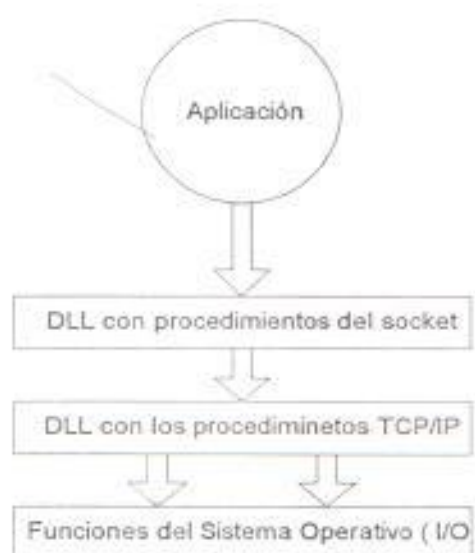 Aplicación
DLL con procedimientos del socket
DLL con los procediminetos TCP/IP
Funciones del Sistema Operativo ( I/O